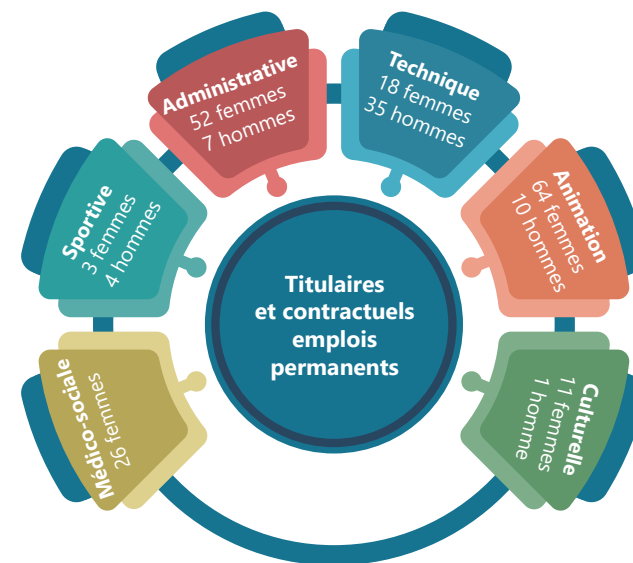 Médico-sociale
26 femmes
Sportive
3 femmes
4 hommes
Administrative
52 femmes
7 hommes
Technique
18 femmes
35 hommes
Animation
64 femmes
10 hommes
Culturelle
11 femmes
1 homme
Titulaires
et contractuels
emplois
permanents